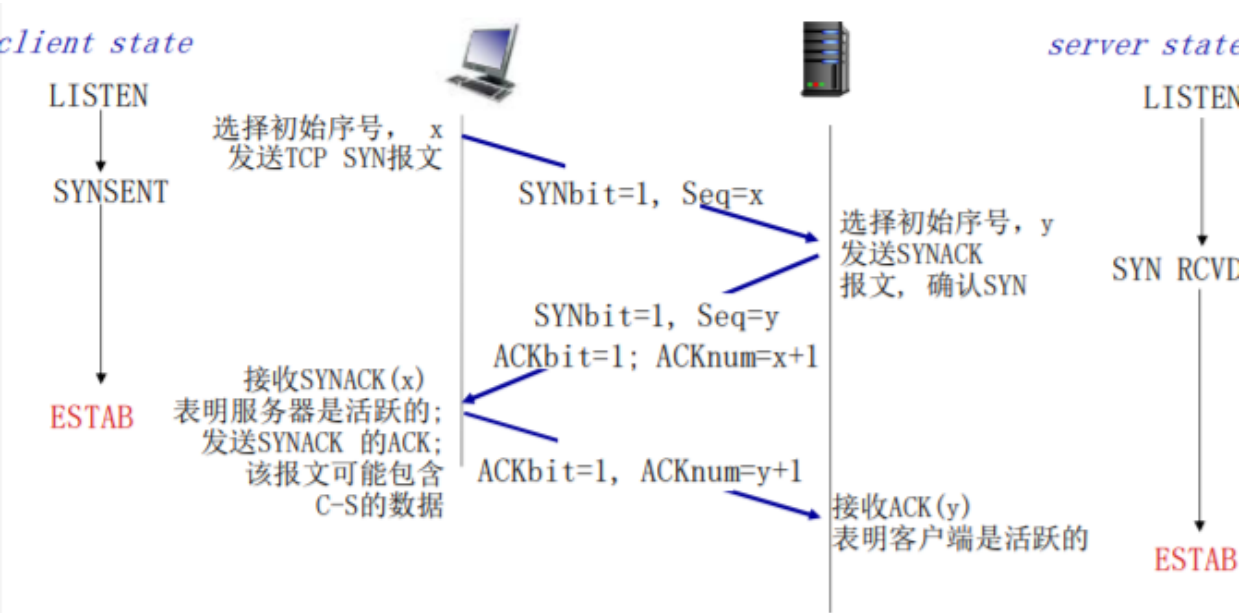 client state
server state
LISTEN
LISTEN
选择初始序号， x
发送TCP SYN报文
SYNSENT
SYNbit=1, Seq=x
选择初始序号，y
发送SYNACK
报文, 确认SYN
SYN RCVD
SYNbit=1, Seq=y
ACKbit=1; ACKnum=x+1
接收SYNACK(x)
表明服务器是活跃的;
发送SYNACK 的ACK;
该报文可能包含
C-S的数据
ESTAB
ACKbit=1, ACKnum=y+1
接收ACK(y)
表明客户端是活跃的
ESTAB